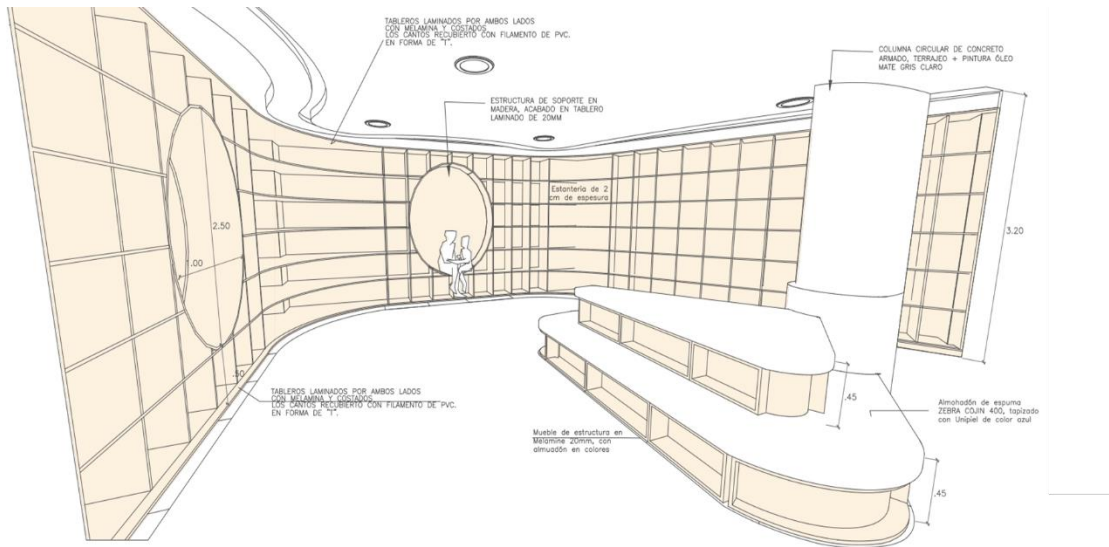 TABLEROS LAMINADOS POR AMBOS LADOS
CON MELAMINA Y COSTADOS
LOS CANTOS RECUBIERTO CON FILAMENTO DE PVC.
EN FORMA DE "T".
COLUMNA CIRCULAR DE CONCRETO
ARMADO, TERRAJEO + PINTURA ÓLEO
MATE GRIS CLARO
ESTRUCTURA DE SOPORTE EN
MADERA, ACABADO EN TABLERO
LAMINADO DE 20MM
Estantería de 2
cm de espesura
2.50
1.00
3.20
.50
TABLEROS LAMINADOS POR AMBOS LADOS
CON MELAMINA Y COSTADOS
LOS CANTOS RECUBIERTO CON FILAMENTO DE PVC.
EN FORMA DE "T".
.45
Almohadón de espuma
ZEBRA COJIN 400, tapizado
con Unipiel de color azul
Mueble de estructura en
Melamine 20mm, con
almuadón en colores
.45